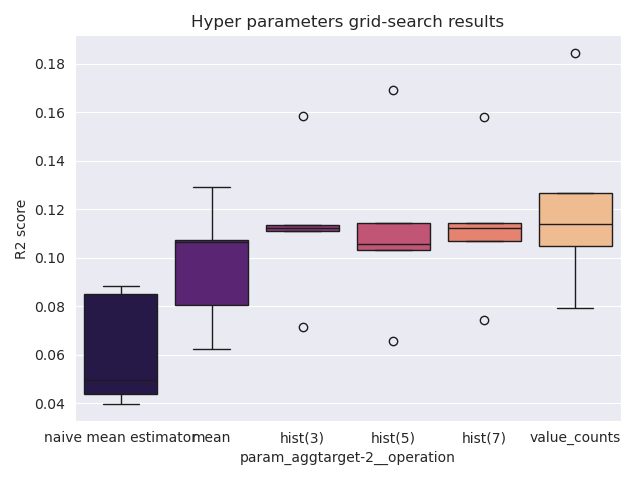 Hyper parameters grid-search results
0.18
0.16
0.14
0.12
0.10
0.08
0.06
0.04
R2 score
naive mean estimator mean hist(3) hist(5) hist(7) value_counts
param_aggtarget-2__operation